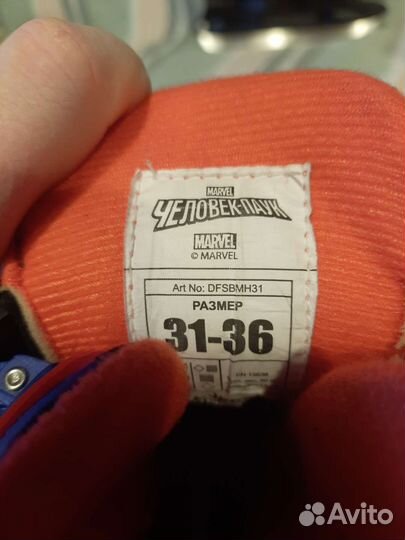 MARVEL
ЧЕЛОВЕК-ПАУК
MARVEL
© MARVEL
Art No: DFSBMH31
РАЗМЕР
31-36
Avito